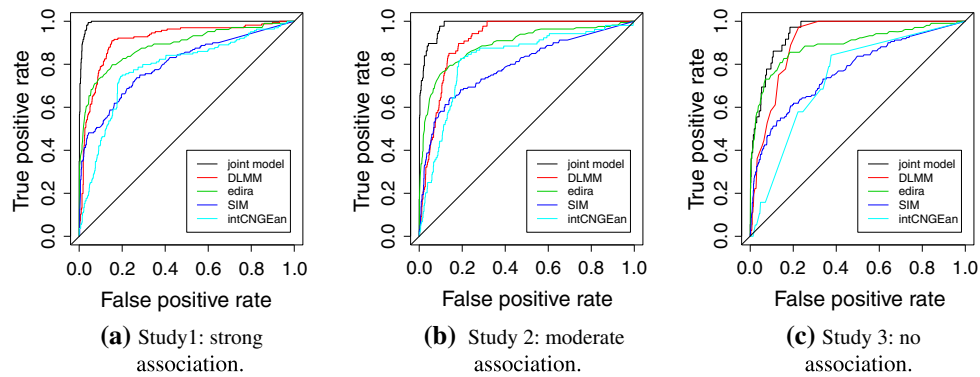 True positive rate
0.0 0.2 0.4 0.6 0.8 1.0
joint model
DLMM
edira
SIM
intCNGEan
0.0 0.2 0.4 0.6 0.8 1.0
False positive rate
(a) Study1: strong
association.
True positive rate
0.0 0.2 0.4 0.6 0.8 1.0
joint model
DLMM
edira
SIM
intCNGEan
0.0 0.2 0.4 0.6 0.8 1.0
False positive rate
(b) Study 2: moderate
association.
True positive rate
0.0 0.2 0.4 0.6 0.8 1.0
joint model
DLMM
edira
SIM
intCNGEan
0.0 0.2 0.4 0.6 0.8 1.0
False positive rate
(c) Study 3: no
association.